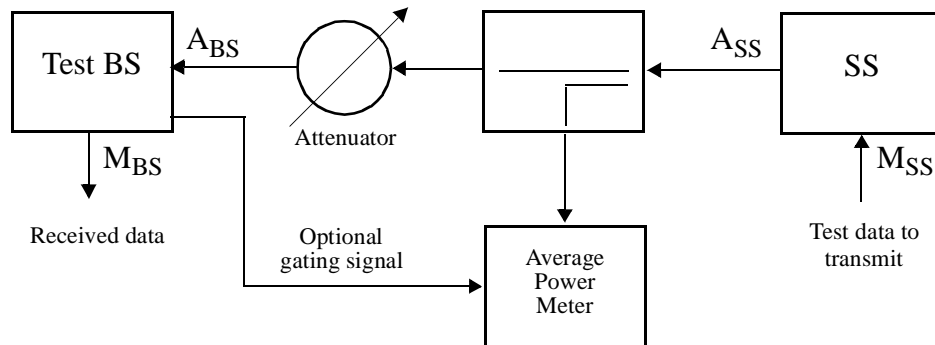 Test BS
A_BS
A_SS
SS
Attenuator
M_BS
M_SS
Received data
Optional
gating signal
Average
Power
Meter
Test data to
transmit